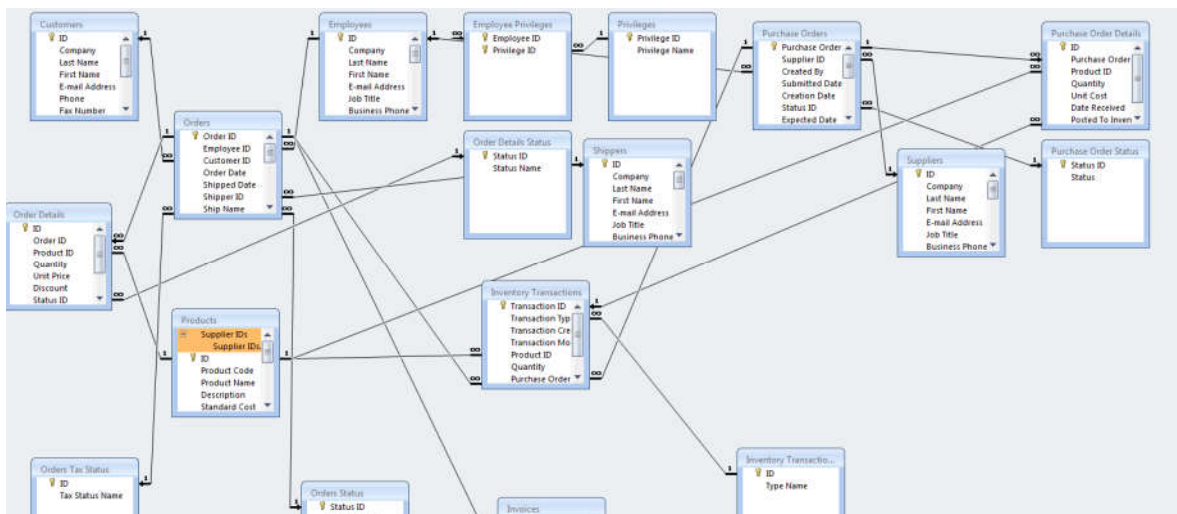 Customers
ID
Company
Last Name
First Name
E-mail Address
Phone
Fax Number
Employees
ID
Company
Last Name
First Name
E-mail Address
Job Title
Business Phone
Employee Privileges
Employee ID
Privilege ID
Privileges
Privilege ID
Privilege Name
Purchase Orders
Purchase Order
Supplier ID
Created By
Submitted Date
Creation Date
Status ID
Expected Date
Purchase Order Details
ID
Purchase Order
Product ID
Quantity
Unit Cost
Date Received
Posted To Inven
Orders
Order ID
Employee ID
Customer ID
Order Date
Shipped Date
Shipper ID
Ship Name
Order Details Status
Status ID
Status Name
Shippers
ID
Company
Last Name
First Name
E-mail Address
Job Title
Business Phone
Suppliers
ID
Company
Last Name
First Name
E-mail Address
Job Title
Business Phone
Purchase Order Status
Status ID
Status
Order Details
ID
Order ID
Product ID
Quantity
Unit Price
Discount
Status ID
Products
Supplier IDs
Supplier IDs.
ID
Product Code
Product Name
Description
Standard Cost
Inventory Transactions
Transaction ID
Transaction Typ
Transaction Cre
Transaction Mo
Product ID
Quantity
Purchase Order
Orders Tax Status
ID
Tax Status Name
Orders Status
Status ID
Invoices
Inventory Transactio...
ID
Type Name